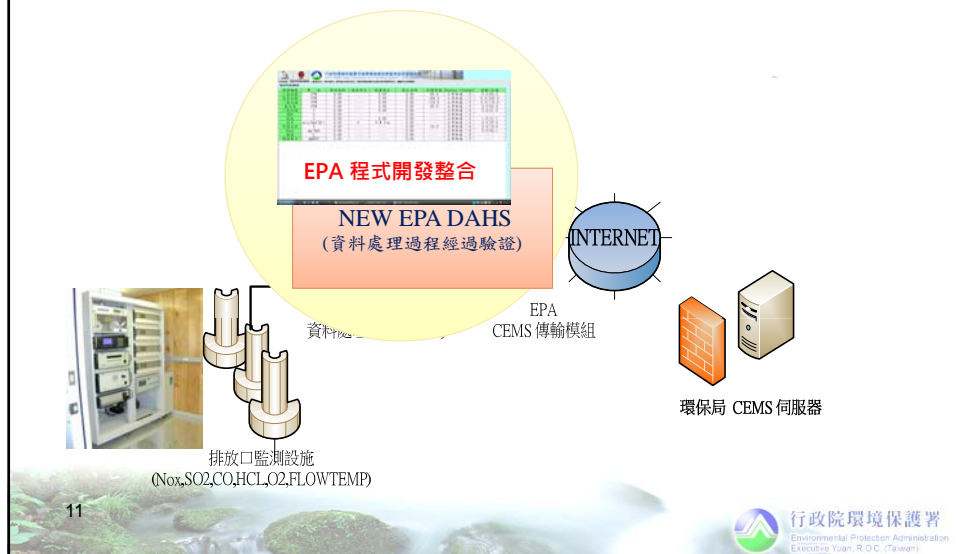 EPA 程式開發整合
NEW EPA DAHS
(資料處理過程經過驗證)
INTERNET
EPA
CEMS 傳輸模組
環保局 CEMS 伺服器
排放口監測設施
(Nox,SO2,CO,HCL,O2,FLOWTEMP)
11
行政院環境保護署
Environmental Protection Administration
Executive Yuan, R.O.C. (Taiwan)